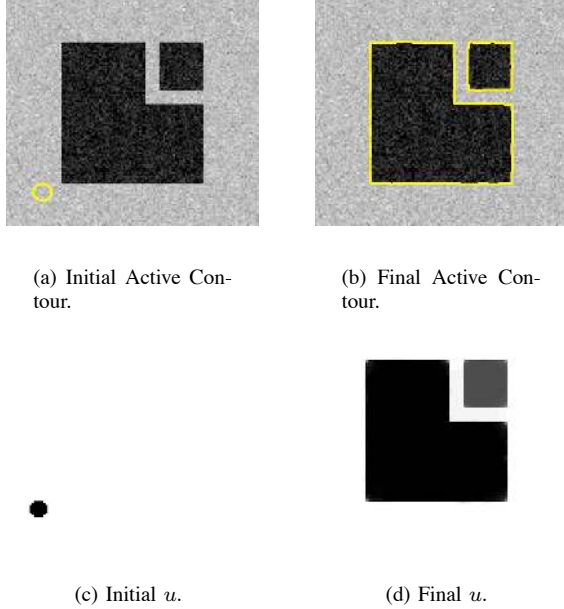 (a) Initial Active Con-
tour.
(b) Final Active Con-
tour.
(c) Initial u.
(d) Final u.